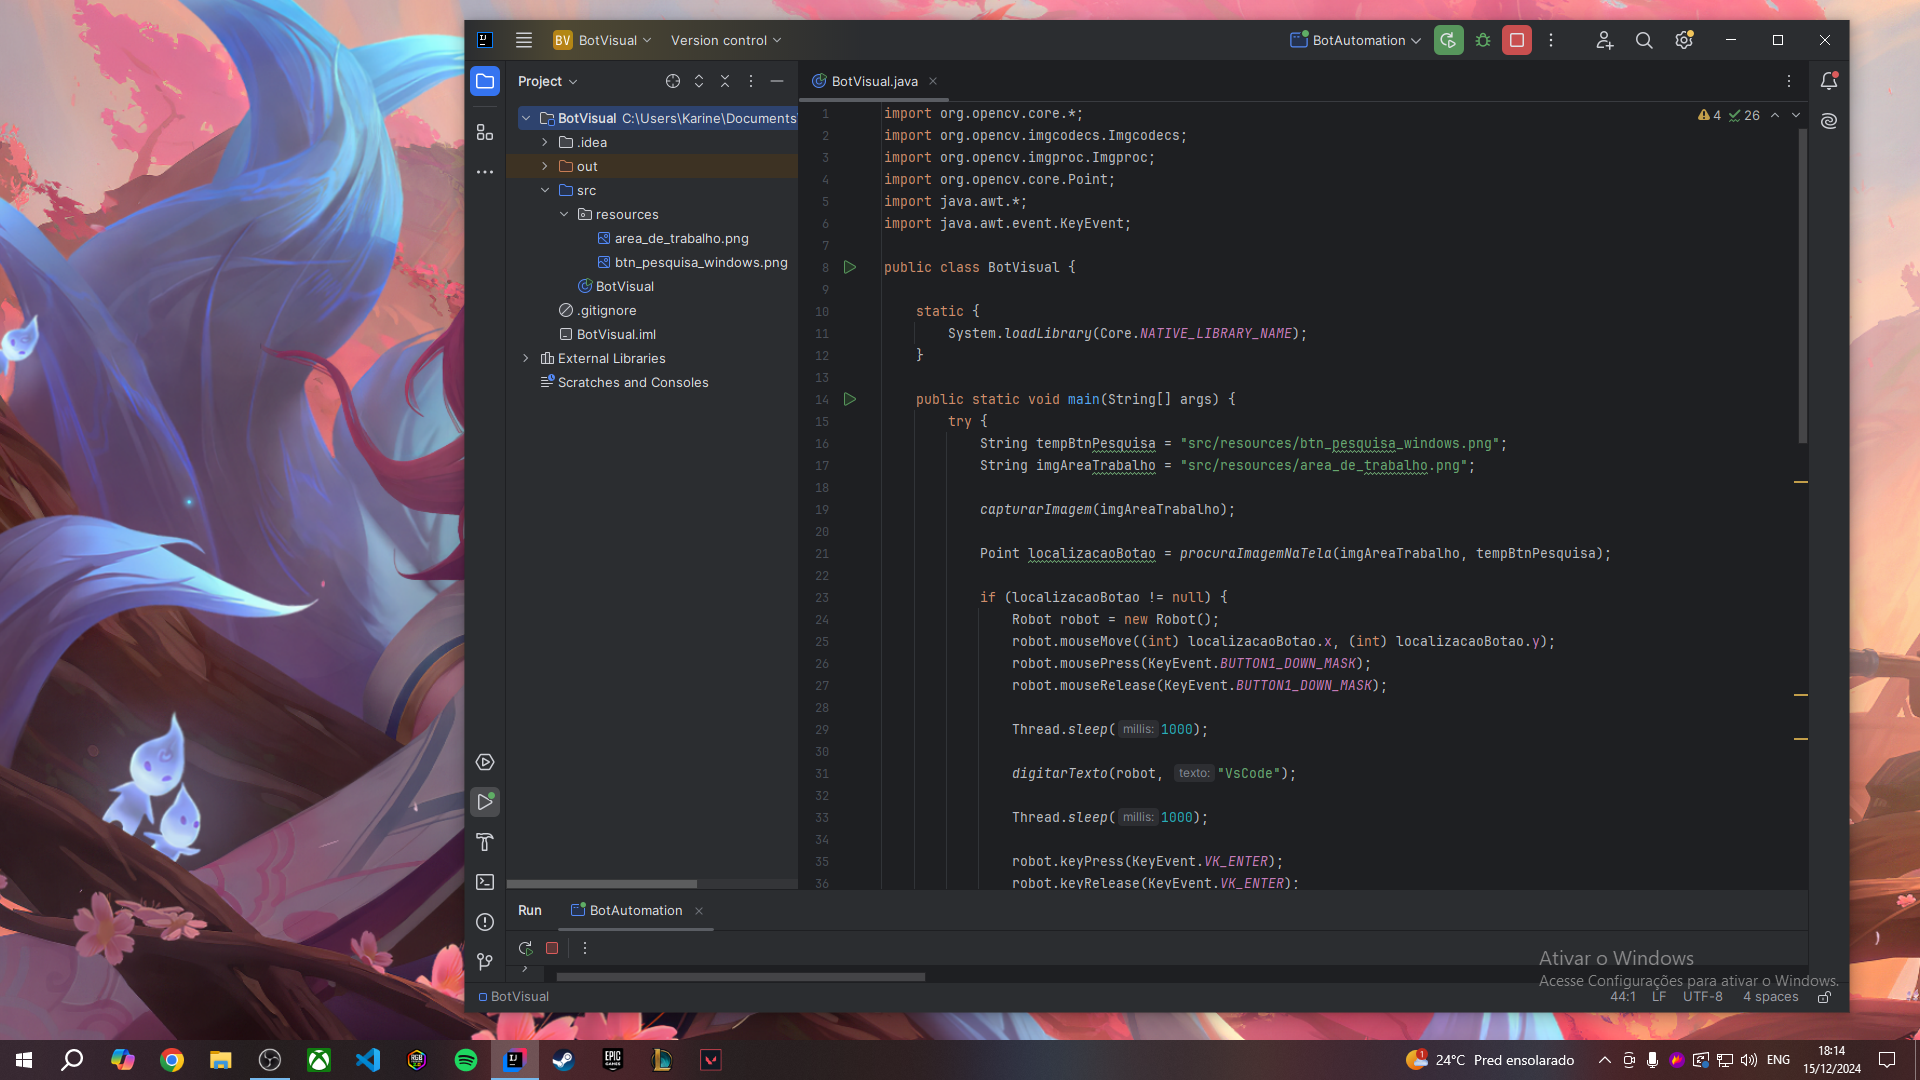 BV BotVisual
Version control
BotAutomation
Project
BotVisual C:\Users\Karine\Documents
.idea
out
src
resources
area_de_trabalho.png
btn_pesquisa_windows.png
BotVisual
.gitignore
BotVisual.iml
External Libraries
Scratches and Consoles
BotVisual.java
4 26
1 import org.opencv.core.*;
2 import org.opencv.imgcodecs.Imgcodecs;
3 import org.opencv.imgproc.Imgproc;
4 import org.opencv.core.Point;
5 import java.awt.*;
6 import java.awt.event.KeyEvent;
7
8 public class BotVisual {
9
10 static {
11 System.loadLibrary(Core.NATIVE_LIBRARY_NAME);
12 }
13
14 public static void main(String[] args) {
15 try {
16 String tempBtnPesquisa = "src/resources/btn_pesquisa_windows.png";
17 String imgAreaTrabalho = "src/resources/area_de_trabalho.png";
18
19 capturarImagem(imgAreaTrabalho);
20
21 Point localizacaoBotao = procuraImagemNaTela(imgAreaTrabalho, tempBtnPesquisa);
22
23 if (localizacaoBotao != null) {
24 Robot robot = new Robot();
25 robot.mouseMove((int) localizacaoBotao.x, (int) localizacaoBotao.y);
26 robot.mousePress(KeyEvent.BUTTON1_DOWN_MASK);
27 robot.mouseRelease(KeyEvent.BUTTON1_DOWN_MASK);
28
29 Thread.sleep( millis: 1000);
30
31 digitarTexto(robot, texto: "VsCode");
32
33 Thread.sleep( millis: 1000);
34
35 robot.keyPress(KeyEvent.VK_ENTER);
36 robot.keyRelease(KeyEvent.VK_ENTER);
Run
BotAutomation
Ativar o Windows
Acesse Configurações para ativar o Windows.
BotVisual
44:1 LF UTF-8 4 spaces
1
24°C Pred ensolarado
ENG
18:14
15/12/2024